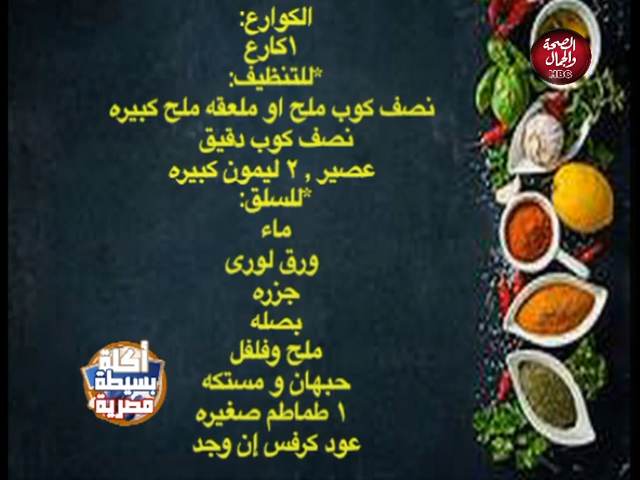 الكوارع:
١كارع
*للتنظيف:
نصف كوب ملح او ملعقه ملح كبيره
نصف كوب دقيق
عصير , ٢ ليمون كبيره
*للسلق:
ماء
ورق لورى
جزره
بصله
ملح وفلفل
حبهان و مستكه
١ طماطم صغيره
عود كرفس إن وجد
الصحة
والجمال
HBC
أكلة
بسيطة
مصرية